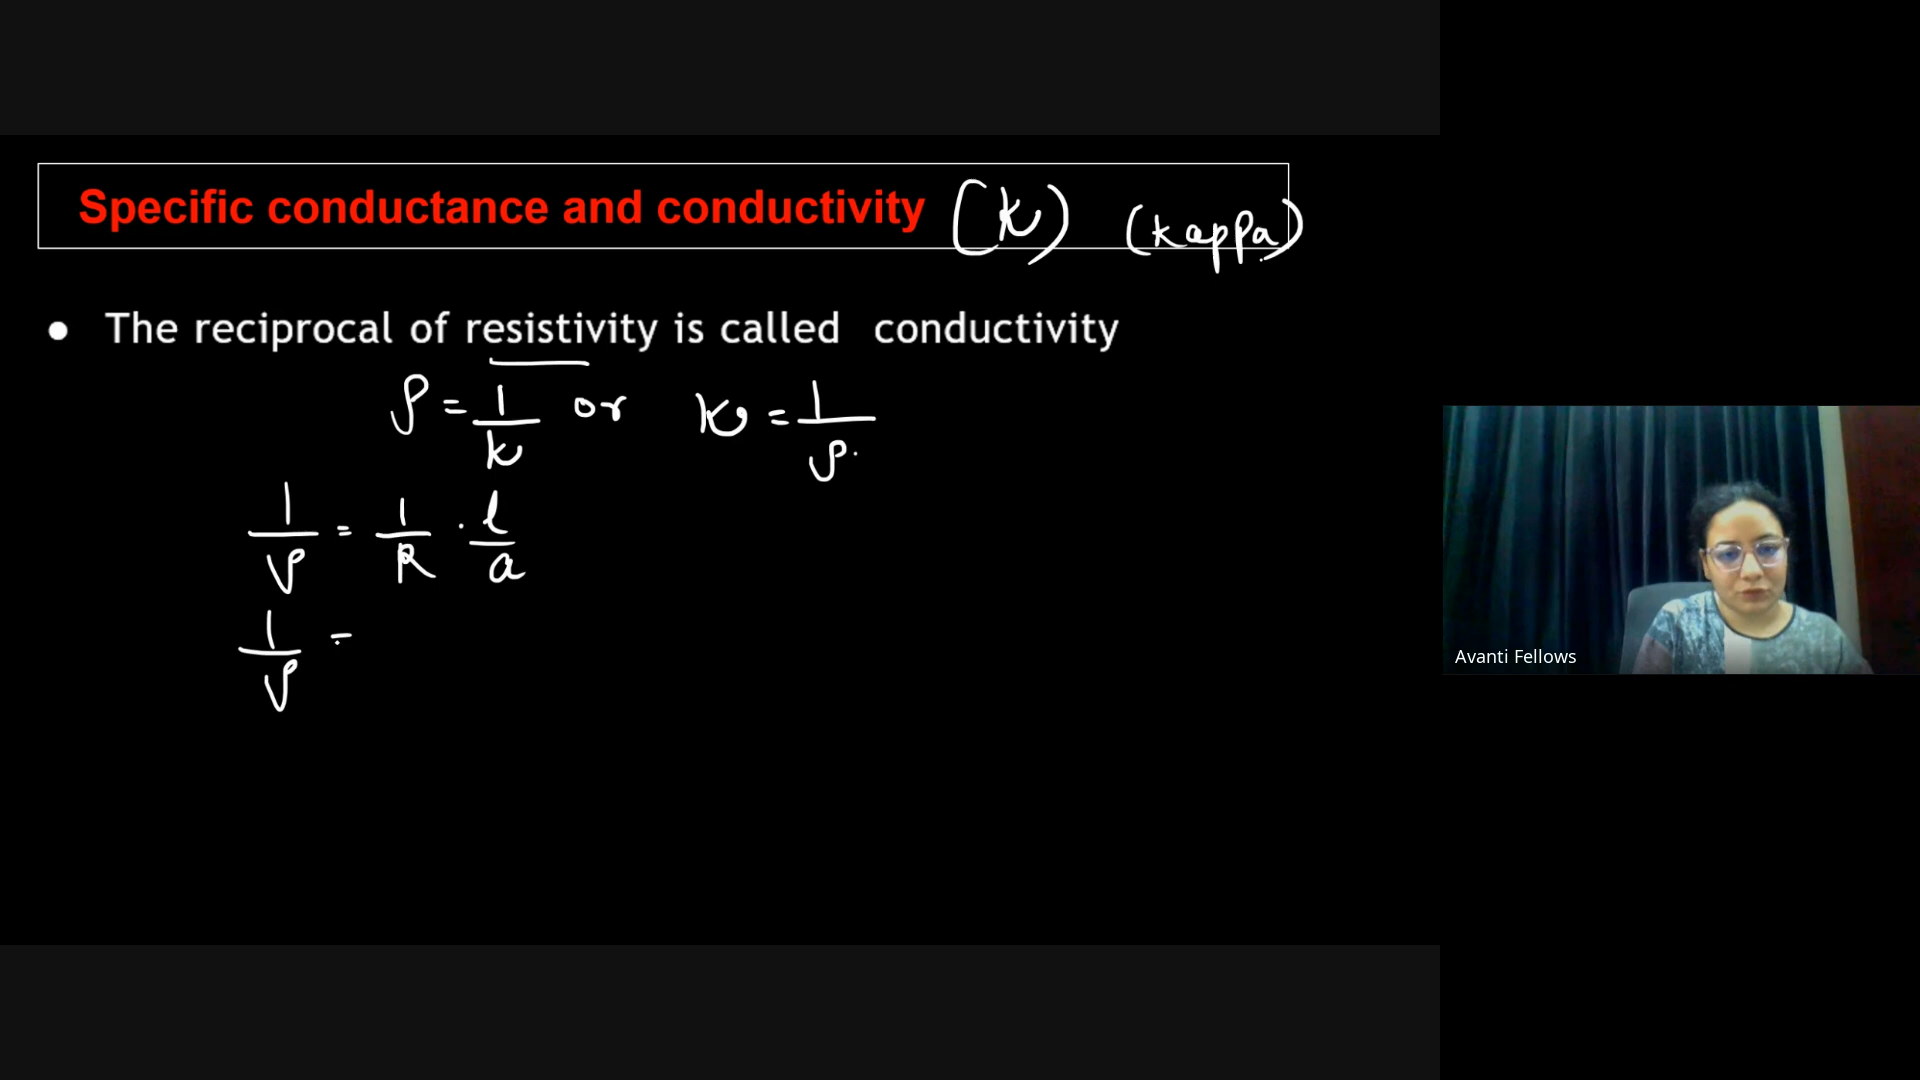 Specific conductance and conductivity (κ) (kappa)
● The reciprocal of resistivity is called conductivity
ρ = 1/κ or κ = 1/ρ
1/ρ = 1/R · l/a
1/ρ =
Avanti Fellows